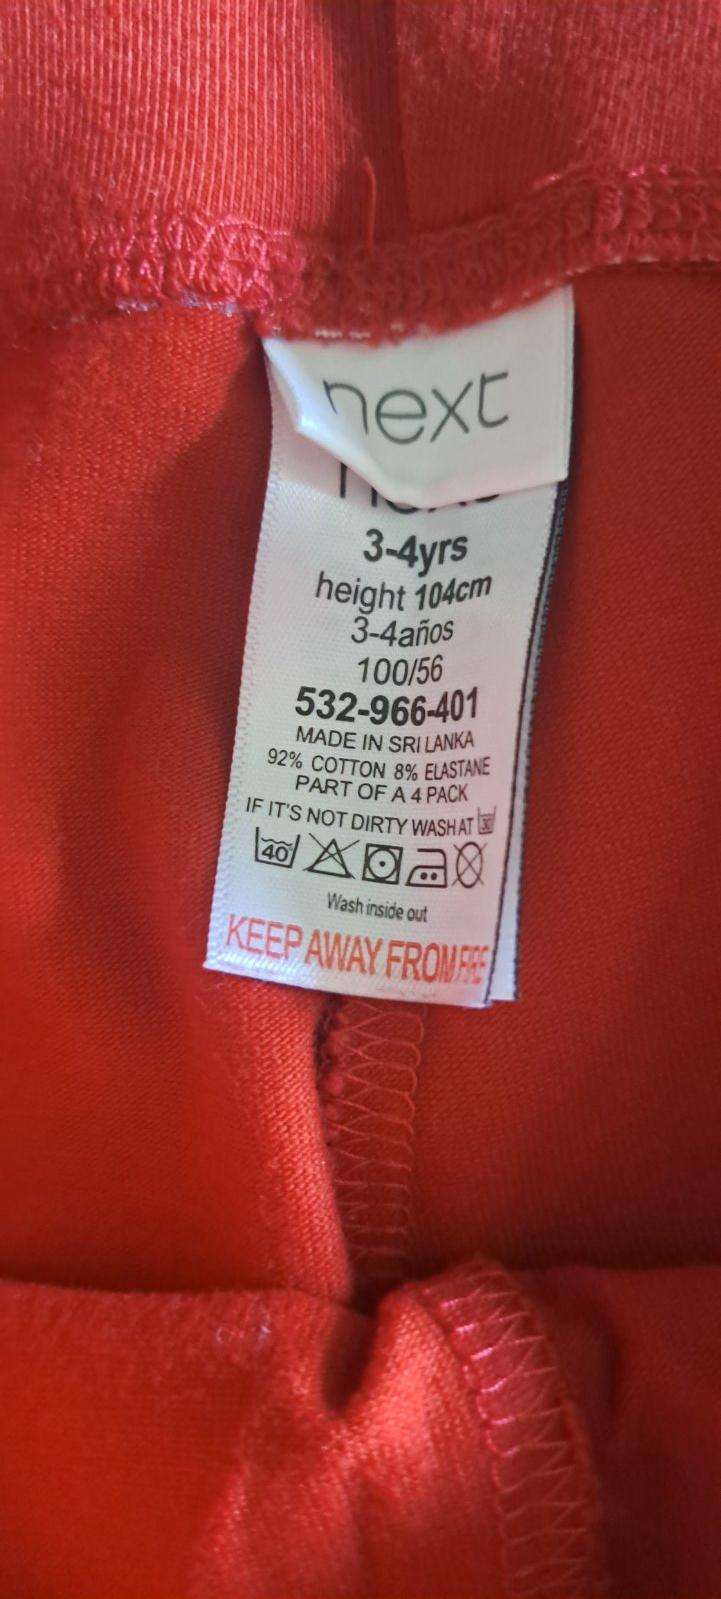 next
3-4yrs
height 104cm
3-4años
100/56
532-966-401
MADE IN SRI LANKA
92% COTTON 8% ELASTANE
PART OF A 4 PACK
IF IT'S NOT DIRTY WASH AT 30
40
Wash inside out
KEEP AWAY FROM FIRE